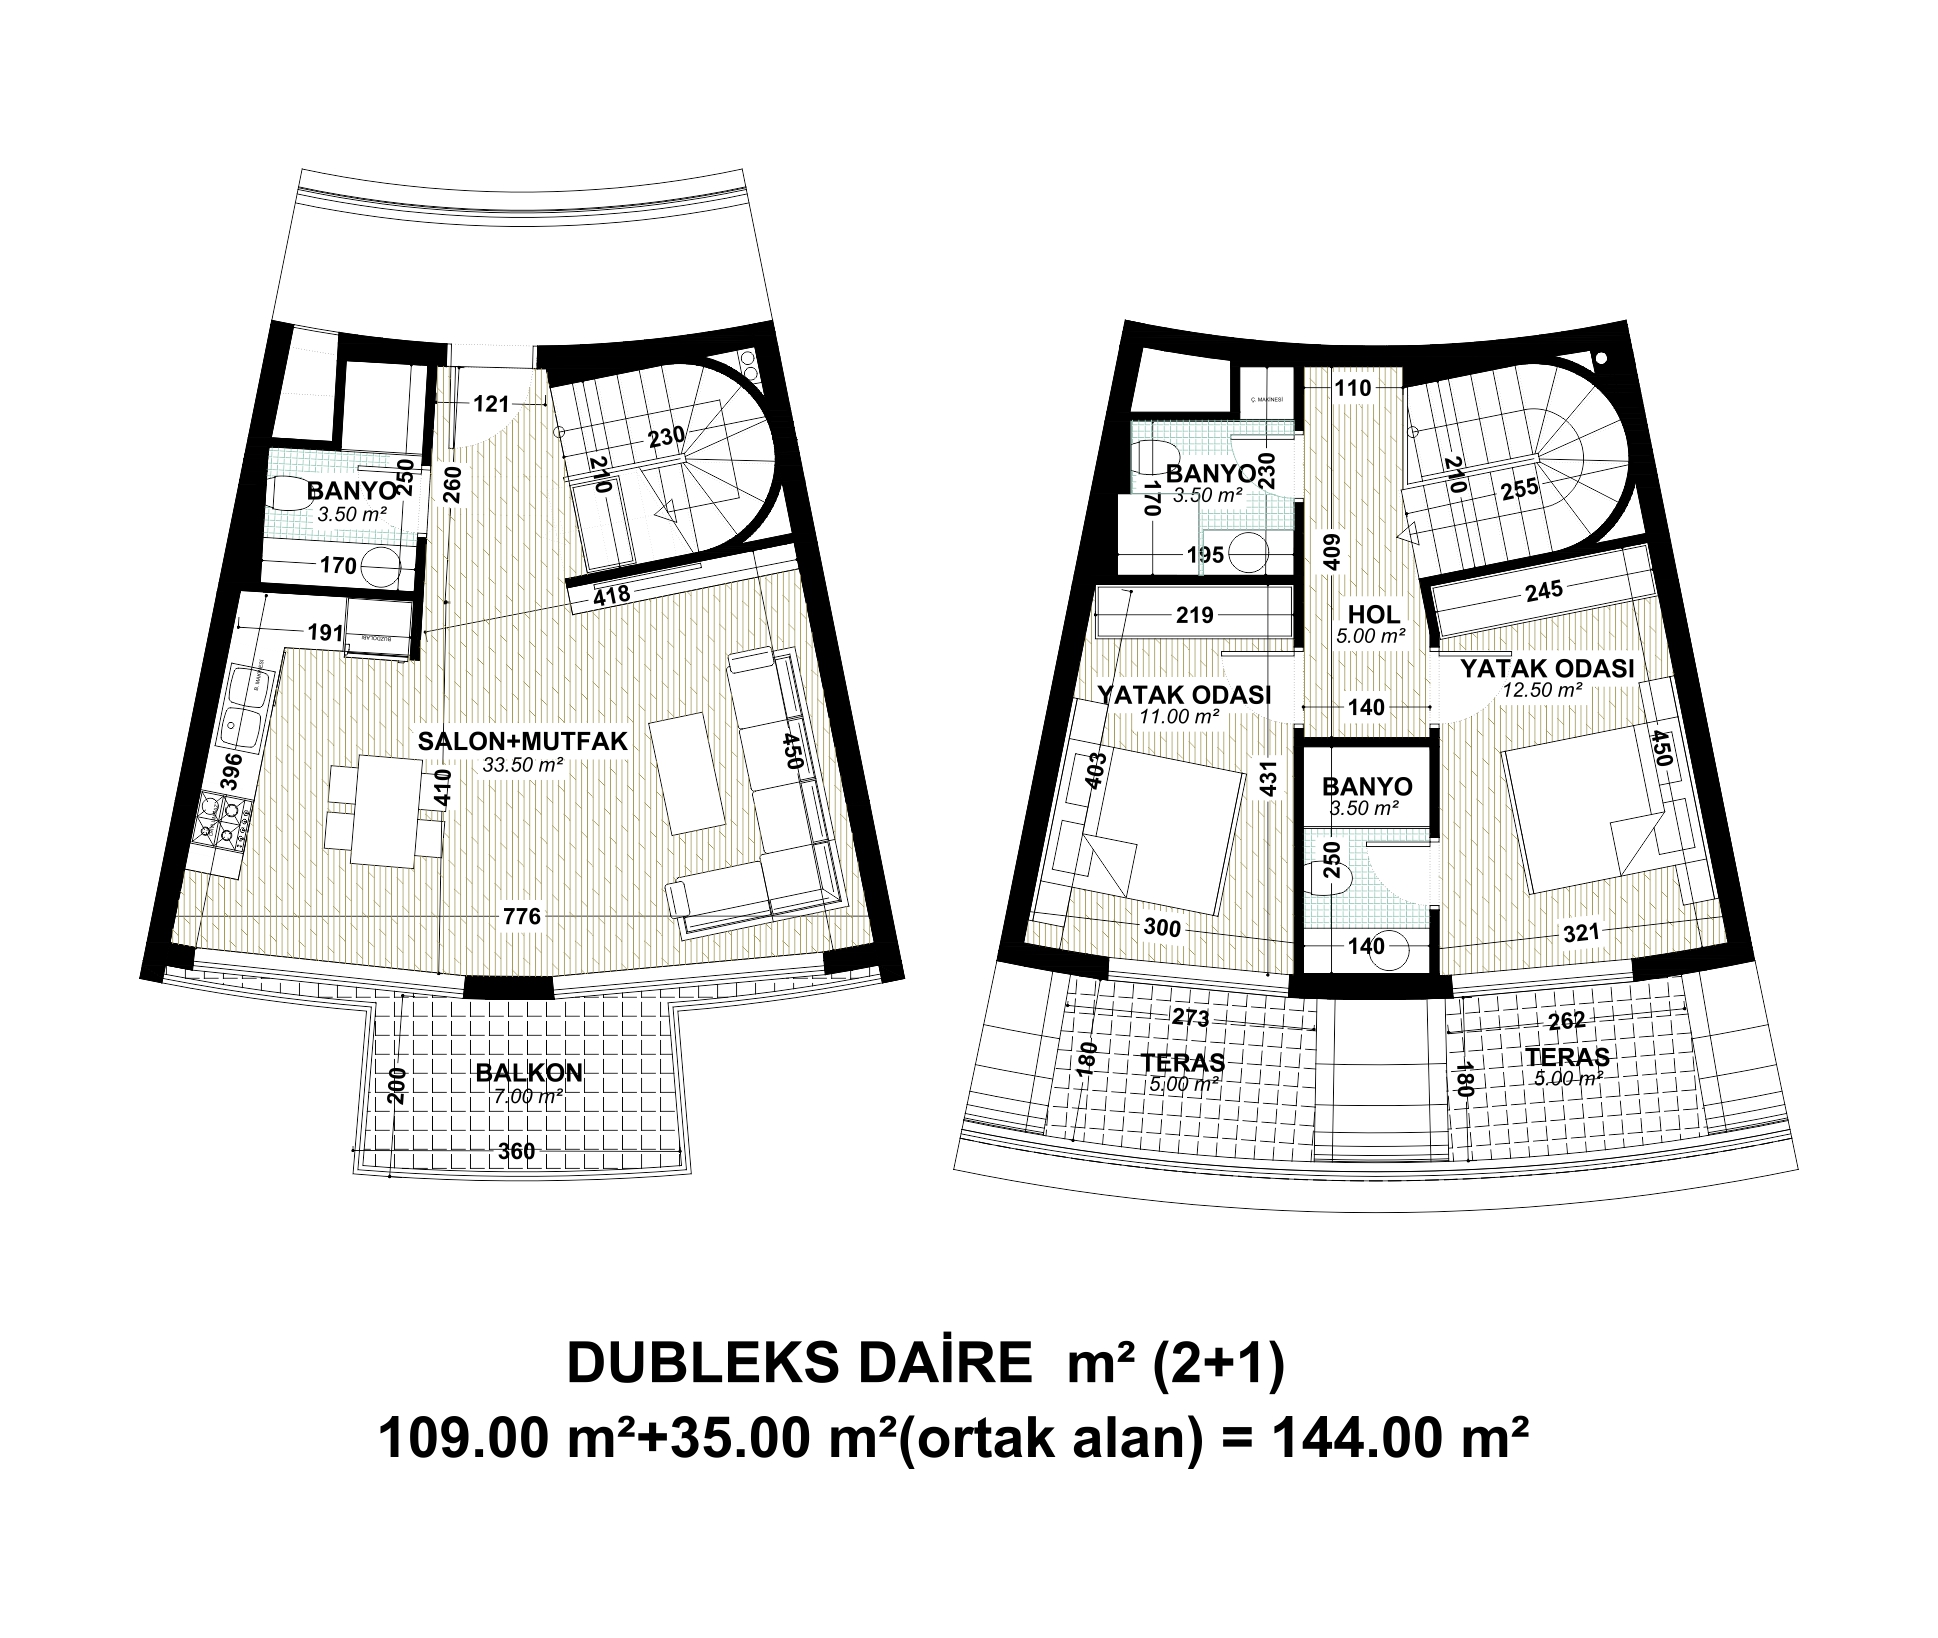 121
230
210
250
260
BANYO
3.50 m²
170
418
191
BUZDOLABI
B. MAKİNESİ
SALON+MUTFAK
33.50 m²
396
410
450
776
BALKON
7.00 m²
200
360
110
Ç. MAKİNESİ
BANYO
3.50 m²
230
170
195
210
255
409
219
245
HOL
5.00 m²
YATAK ODASI
11.00 m²
YATAK ODASI
12.50 m²
140
403
431
450
BANYO
3.50 m²
250
300
140
321
273
262
TERAS
5.00 m²
180
TERAS
5.00 m²
180
DUBLEKS DAİRE m² (2+1)
109.00 m²+35.00 m²(ortak alan) = 144.00 m²